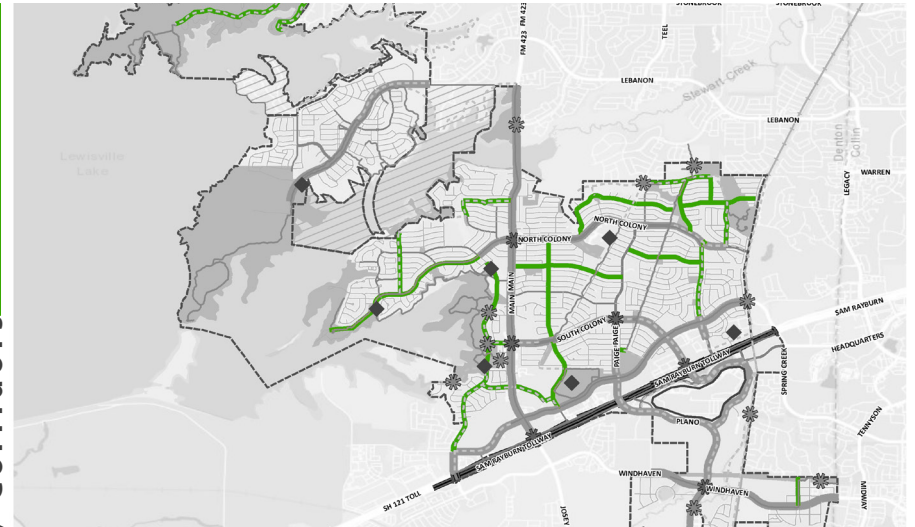 FM 423
FM 423
TEEL
STONEBROOK
STONEBROOK
LEBANON
Stewart Creek
LEBANON
Denton
Collin
Lewisville
Lake
LEGACY
WARREN
NORTH COLONY
NORTH COLONY
MAIN
MAIN
SOUTH COLONY
PAIGE
PAIGE
SAM RAYBURN
HEADQUARTERS
SAM RAYBURN TOLLWAY
SPRING CREEK
PLANO
TENNYSON
SAM RAYBURN TOLLWAY
WINDHAVEN
WINDHAVEN
MIDWAY
SH 121 TOLL
JOSEY